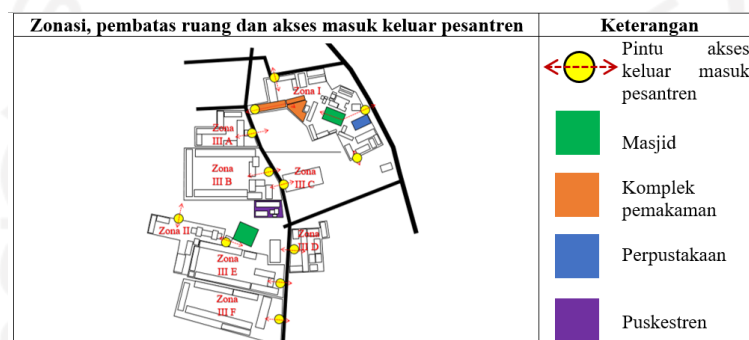 Zonasi, pembatas ruang dan akses masuk keluar pesantren
Keterangan
Pintu akses
keluar masuk
pesantren
Masjid
Komplek
pemakaman
Perpustakaan
Puskestren
Zona I
Zona
III A
Zona
III B
Zona
III C
Zona II
Zona
III D
Zona
III E
Zona
III F